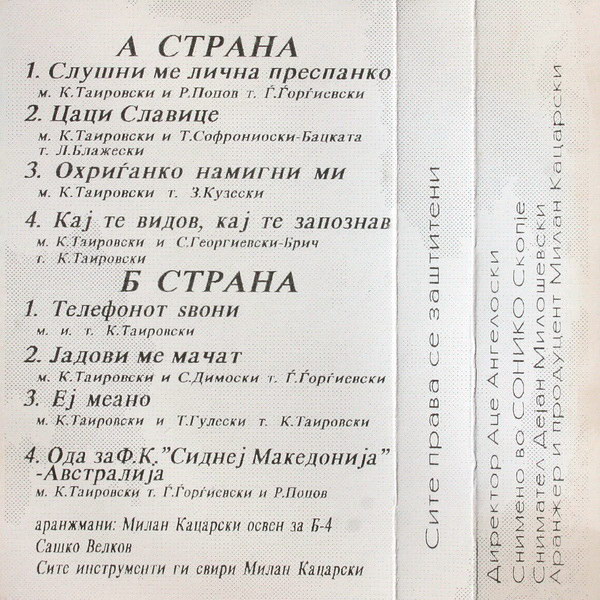 А СТРАНА
1. Слушни ме лична преспанко
м. К.Таировски и Р.Попов т. Ѓ.Ѓорѓиевски
2. Цаци Славице
м. К.Таировски и Т.Софрониоски-Бацката
т. Л.Блажески
3. Охриѓанко намигни ми
м. К.Таировски т. З.Кузески
4. Кај те видов, кај те запознав
м. К.Таировски и С.Георгиевски-Брич
т. К.Таировски
Б СТРАНА
1. Телефонот ѕвони
м. и. т. К.Таировски
2. Јадови ме мачат
м. К.Таировски и С.Димоски т. Ѓ.Ѓорѓиевски
3. Еј меано
м. К.Таировски и Т.Гулески т. К.Таировски
4. Ода за Ф.К."Сиднеј Македонија"
-Австралија
м. К.Таировски т. Ѓ.Ѓорѓиевски и Р.Попов
аранжмани: Милан Кацарски освен за Б-4
Сашко Велков
Сите инструменти ги свири Милан Кацарски
Сите права се заштитени
Директор Аце Ангелоски
Снимено во СОНИКО Скопје
Снимател Дејан Милошевски
Аранжер и продуцент Милан Кацарски